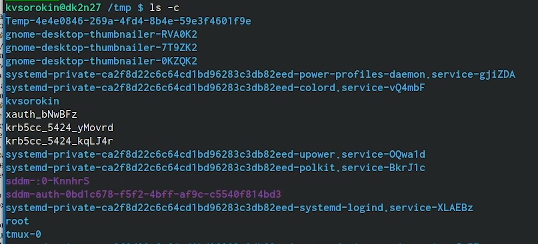 kvsorokin@dk2n27 /tmp $ ls -c
Temp-4e4e0846-269a-4fd4-8b4e-59e3f4601f9e
gnome-desktop-thumbnailer-RVA0K2
gnome-desktop-thumbnailer-7T9ZK2
gnome-desktop-thumbnailer-0KZQK2
systemd-private-ca2f8d22c6c64cd1bd96283c3db82eed-power-profiles-daemon.service-gjiZDA
systemd-private-ca2f8d22c6c64cd1bd96283c3db82eed-colord.service-vQ4mbF
kvsorokin
xauth_bNwBFz
krb5cc_5424_yMovrd
krb5cc_5424_kqLJ4r
systemd-private-ca2f8d22c6c64cd1bd96283c3db82eed-upower.service-OQwa1d
systemd-private-ca2f8d22c6c64cd1bd96283c3db82eed-polkit.service-BkrJ1c
sddm-:0-KnnhrS
sddm-auth-0bd1c678-f5f2-4bff-af9c-c5540f814bd3
systemd-private-ca2f8d22c6c64cd1bd96283c3db82eed-systemd-logind.service-XLAEBz
root
tmux-0